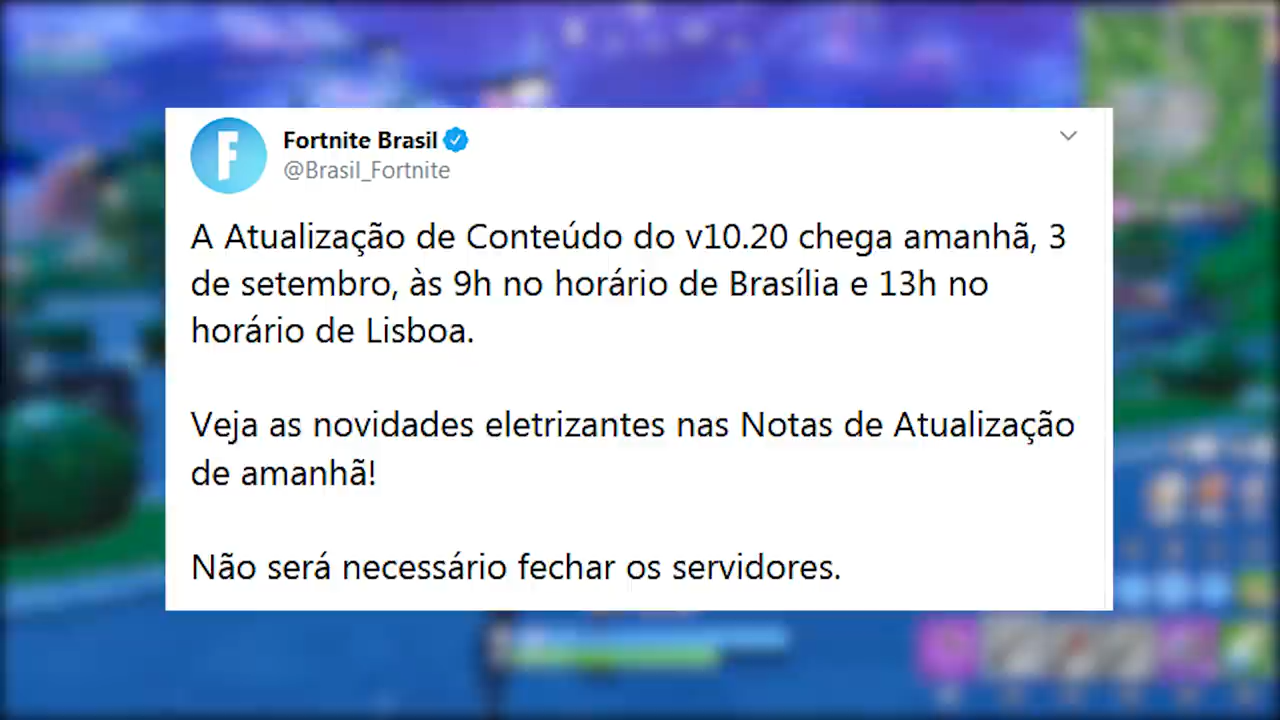 Fortnite Brasil
@Brasil_Fortnite
A Atualização de Conteúdo do v10.20 chega amanhã, 3
de setembro, às 9h no horário de Brasília e 13h no
horário de Lisboa.
Veja as novidades eletrizantes nas Notas de Atualização
de amanhã!
Não será necessário fechar os servidores.